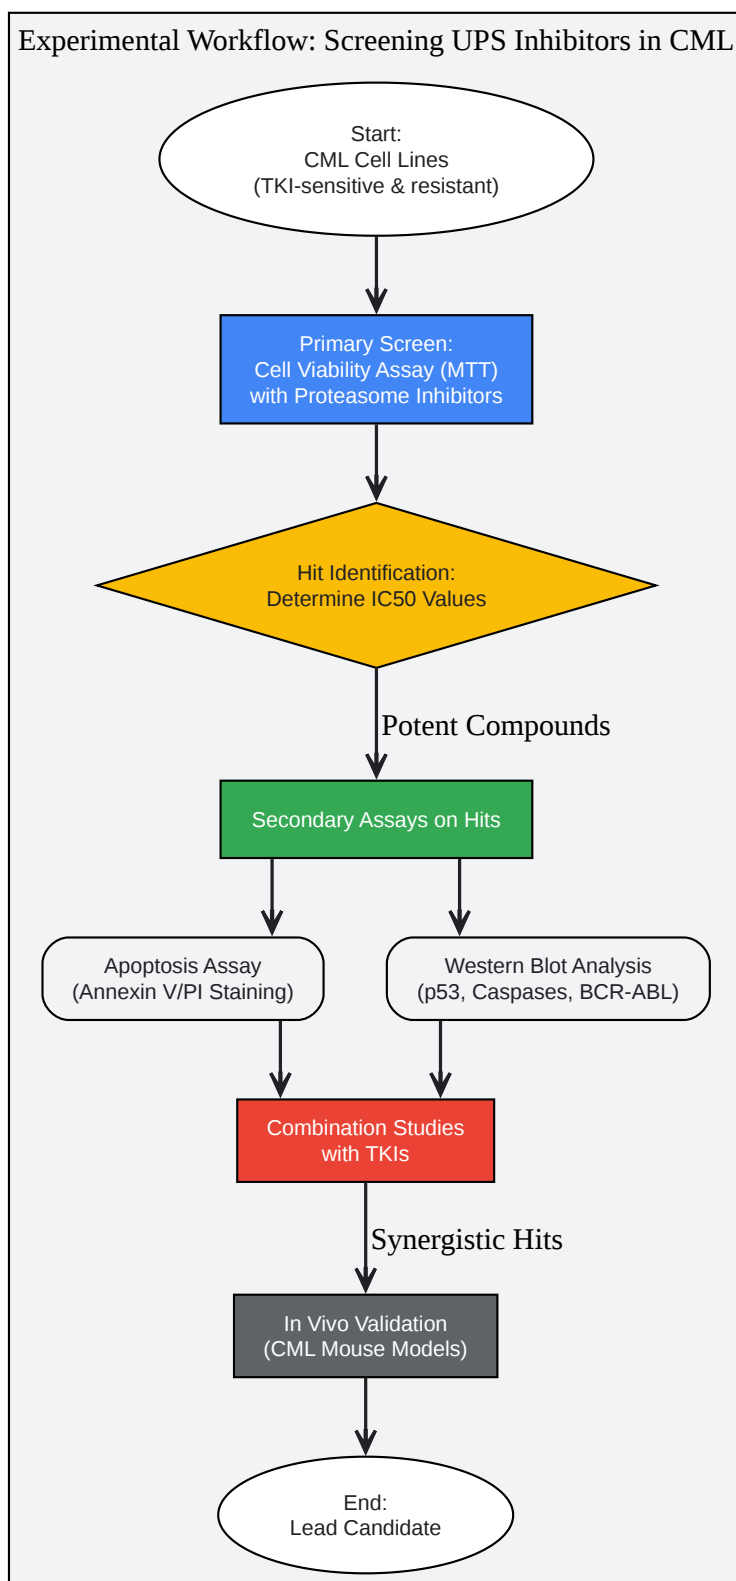 Experimental Workflow: Screening UPS Inhibitors in CML
Start:
CML Cell Lines
(TKI-sensitive & resistant)
Primary Screen:
Cell Viability Assay (MTT)
with Proteasome Inhibitors
Hit Identification:
Determine IC50 Values
Potent Compounds
Secondary Assays on Hits
Apoptosis Assay
(Annexin V/PI Staining)
Western Blot Analysis
(p53, Caspases, BCR-ABL)
Combination Studies
with TKIs
Synergistic Hits
In Vivo Validation
(CML Mouse Models)
End:
Lead Candidate